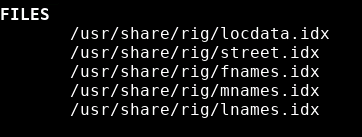 FILES
/usr/share/rig/locdata.idx
/usr/share/rig/street.idx
/usr/share/rig/fnames.idx
/usr/share/rig/mnames.idx
/usr/share/rig/lnames.idx